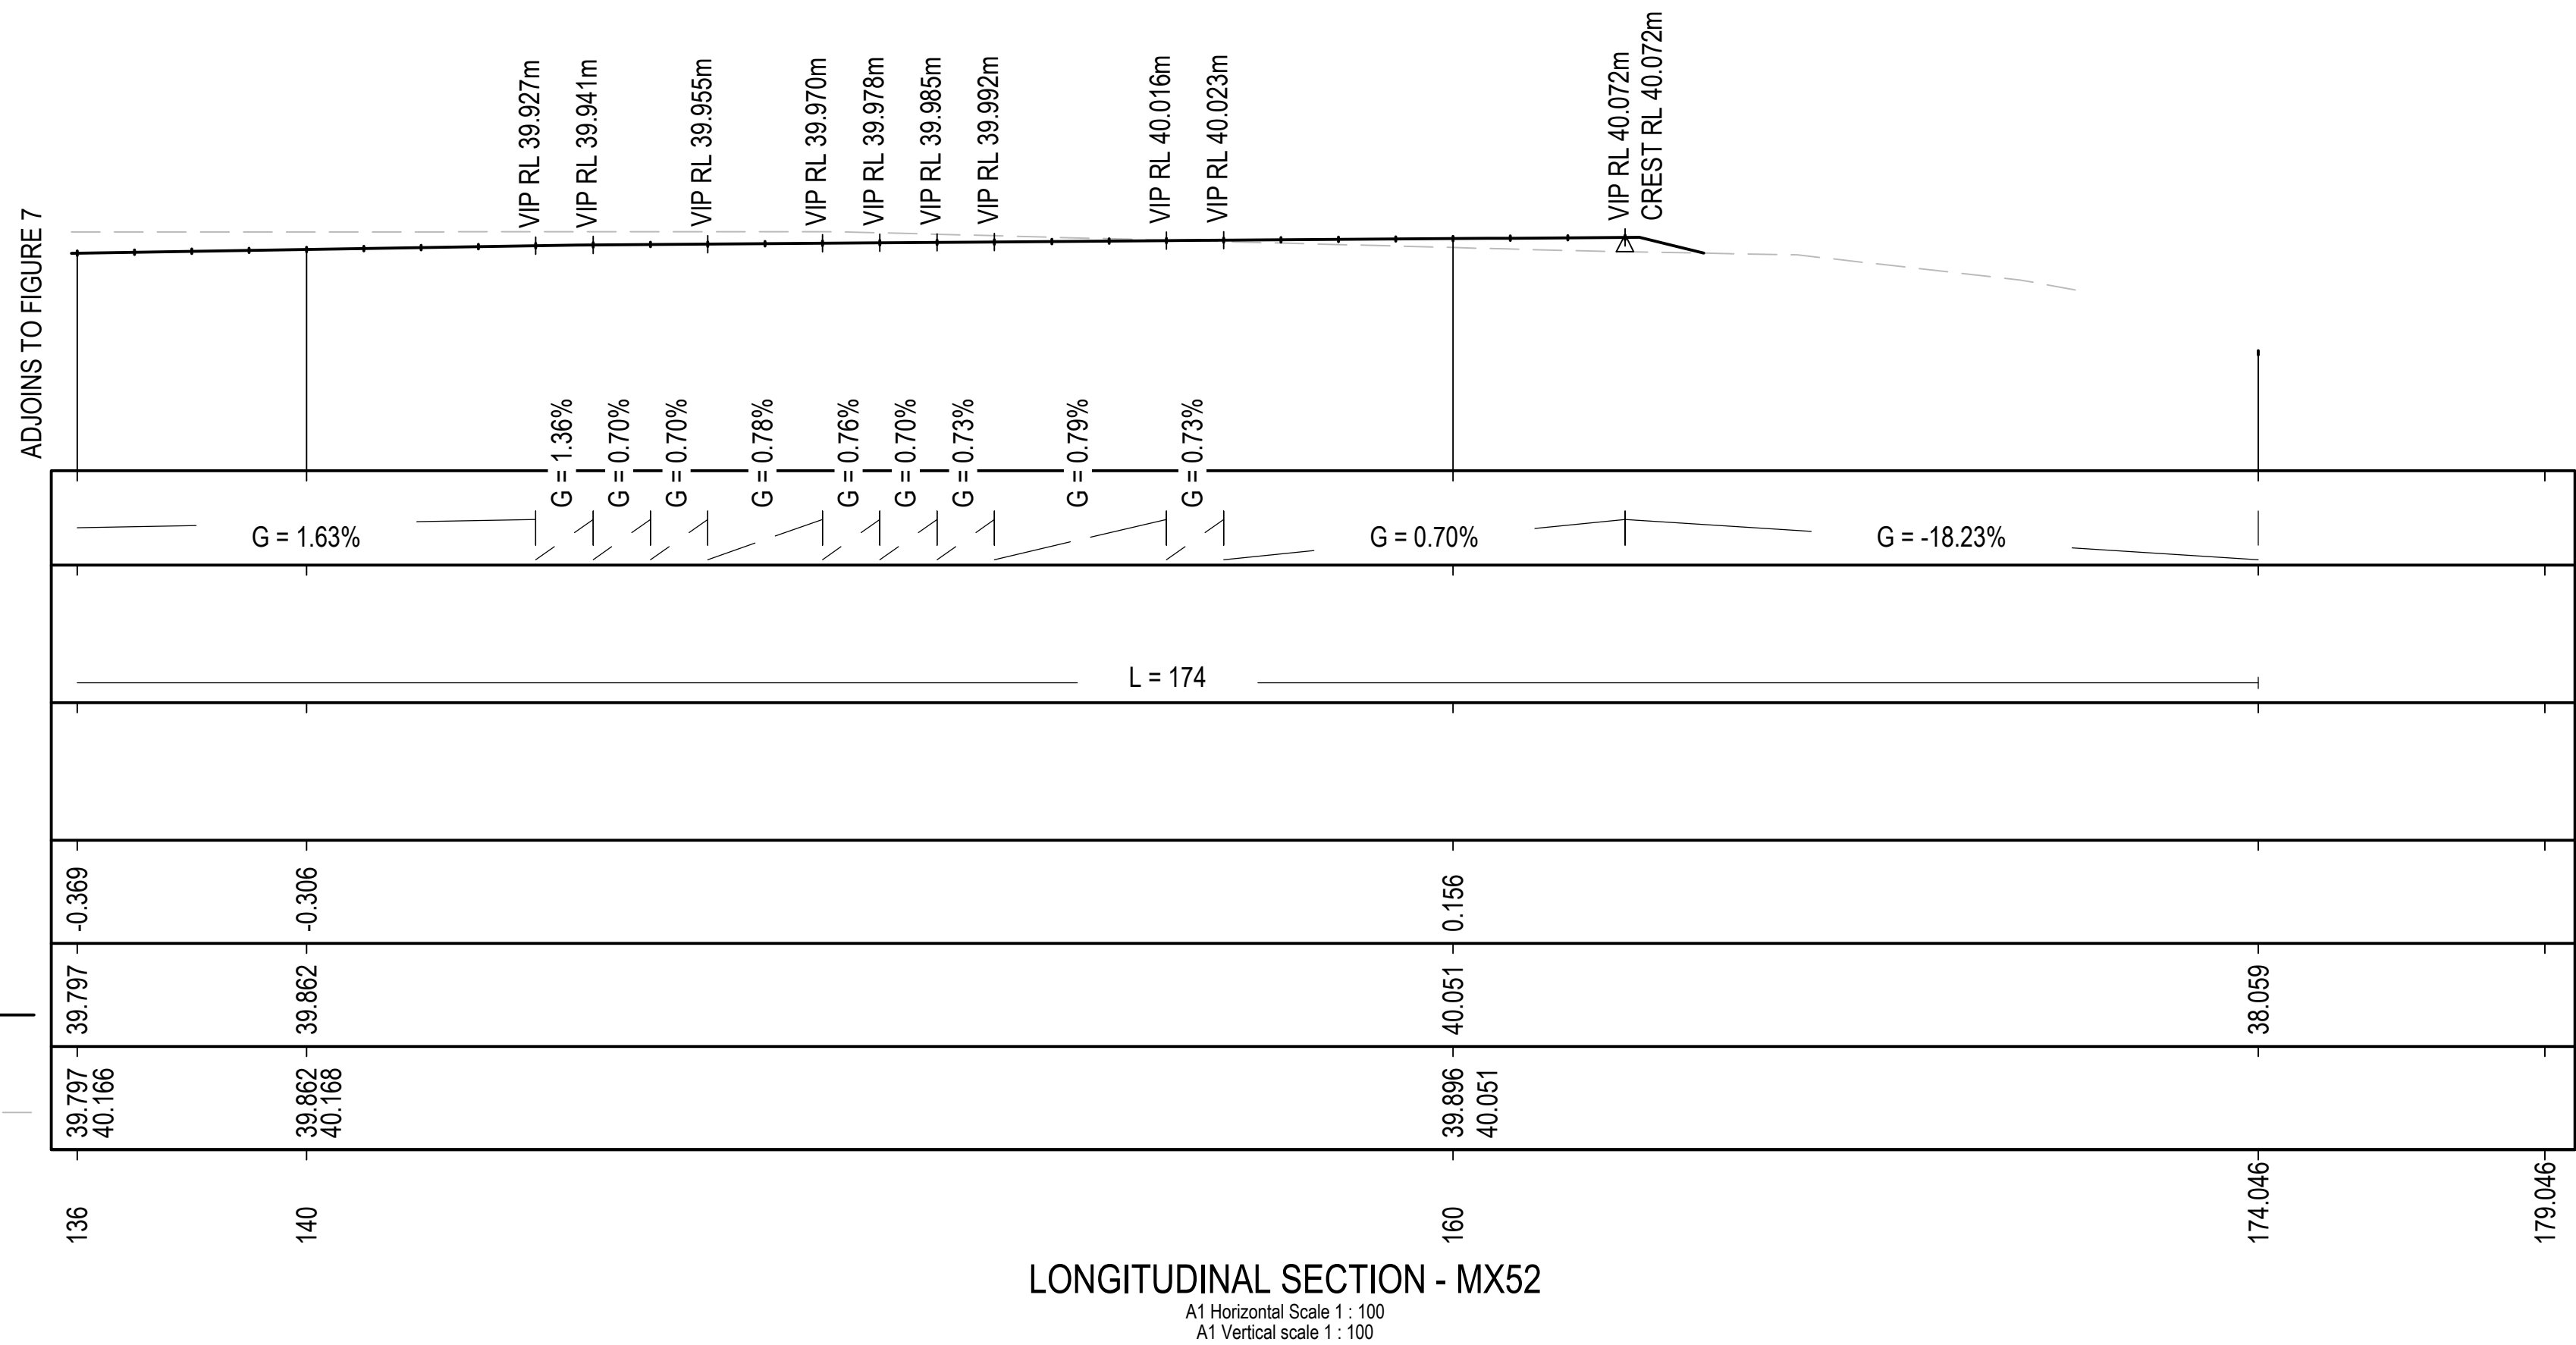 ADJOINS TO FIGURE 7
VIP RL 39.927m
VIP RL 39.941m
VIP RL 39.955m
VIP RL 39.970m
VIP RL 39.978m
VIP RL 39.985m
VIP RL 39.992m
VIP RL 40.016m
VIP RL 40.023m
VIP RL 40.072m
CREST RL 40.072m
G = 1.63%
G = 1.36%
G = 0.70%
G = 0.70%
G = 0.78%
G = 0.76%
G = 0.70%
G = 0.73%
G = 0.79%
G = 0.73%
G = 0.70%
G = -18.23%
L = 174
-0.369
-0.306
0.156
39.797
39.862
40.051
38.059
39.797
40.166
39.862
40.168
39.896
40.051
136
140
160
174.046
179.046
LONGITUDINAL SECTION - MX52
A1 Horizontal Scale 1 : 100
A1 Vertical scale 1 : 100